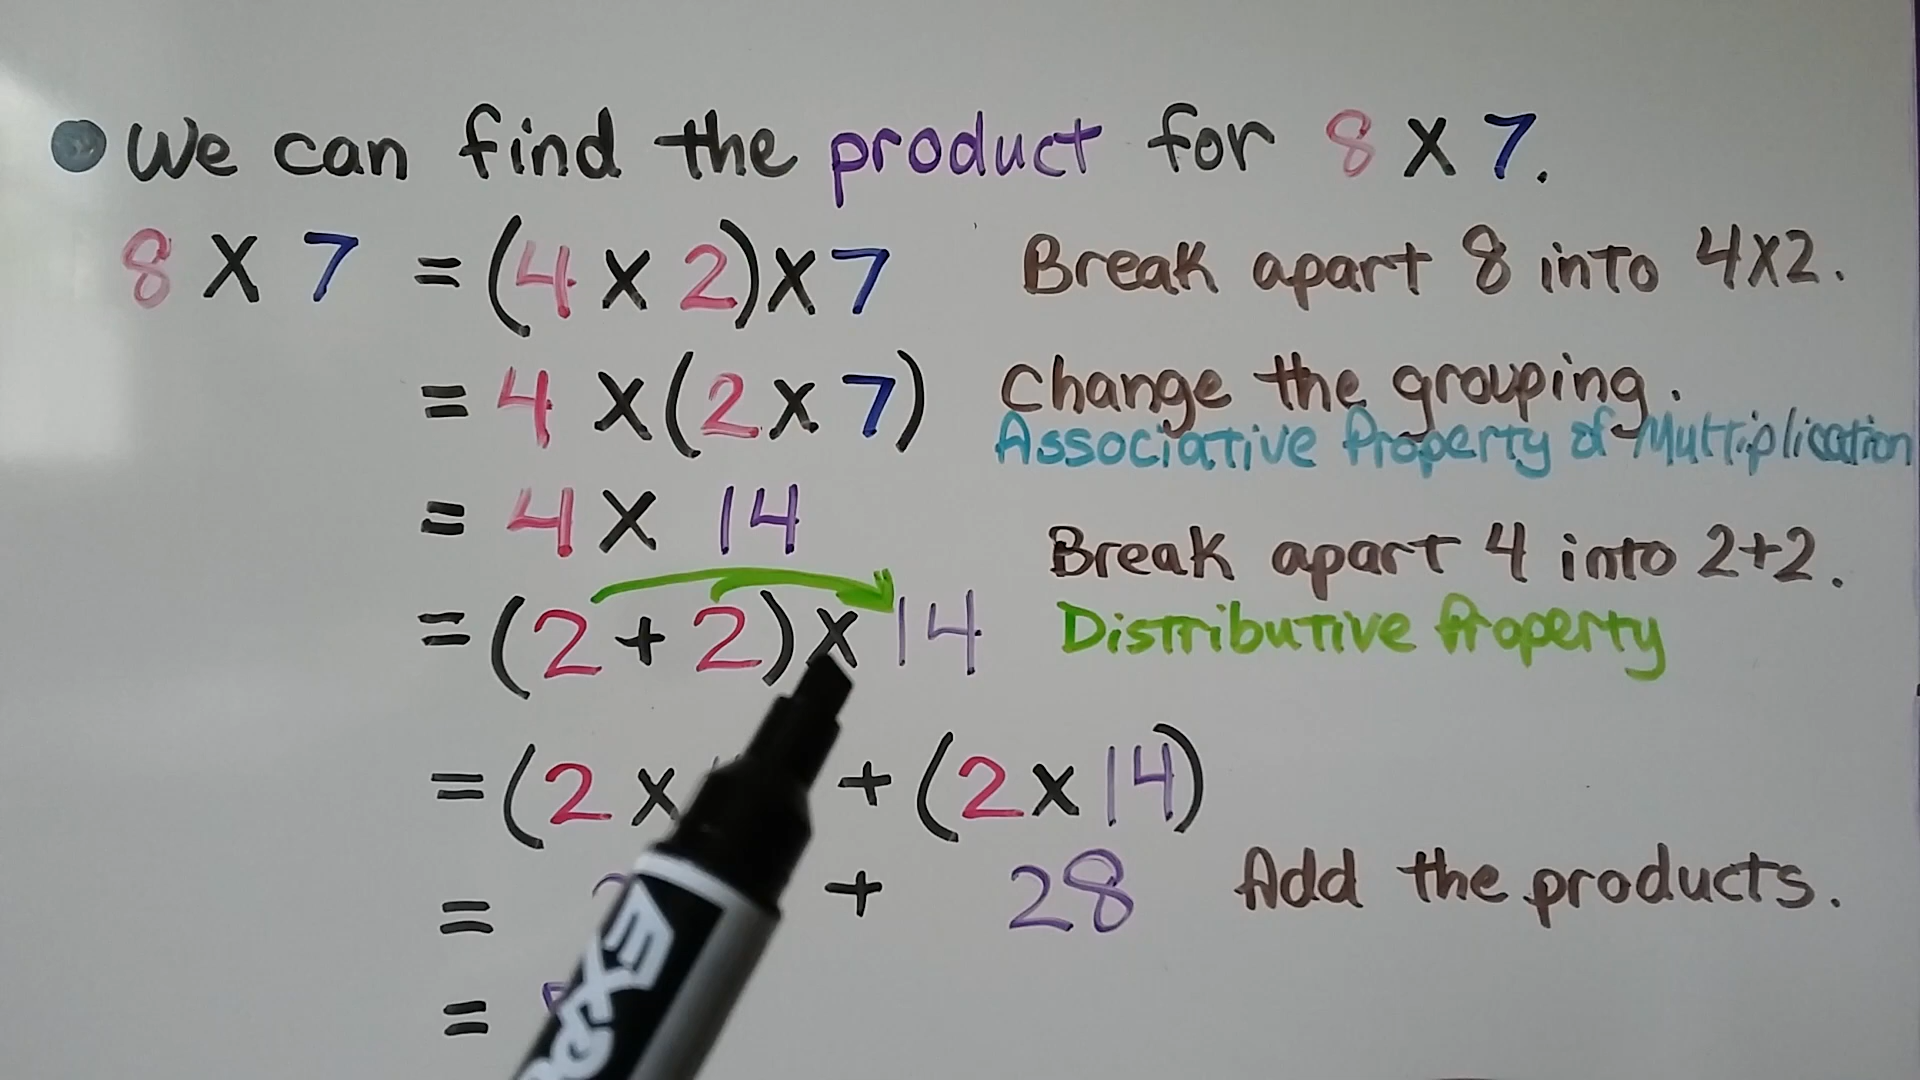 We can find the product for 8 x 7.
8 x 7 = (4 x 2) x 7 Break apart 8 into 4x2.
= 4 x (2 x 7) Change the grouping.
Associative Property of Multiplication
= 4 x 14
Break apart 4 into 2+2.
= (2 + 2) x 14 Distributive Property
= (2 x + (2 x 14)
= + 28 Add the products.
=
EXPO